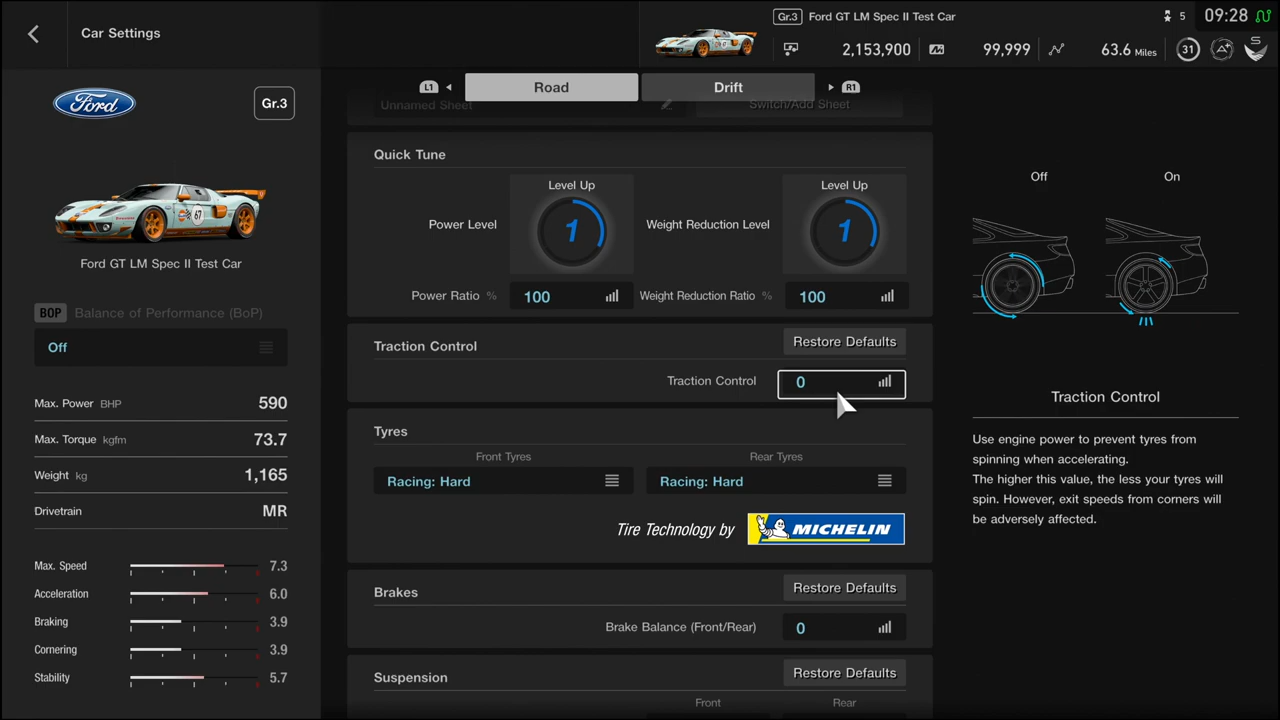 Car Settings
Gr.3 Ford GT LM Spec II Test Car
5
09:28
2,153,900
99,999
63.6 Miles
31
S
L1
Road
Drift
R1
Unnamed Sheet
Switch/Add Sheet
Ford
Gr.3
67
Ford GT LM Spec II Test Car
BOP Balance of Performance (BoP)
Off
Max. Power BHP 590
Max. Torque kgfm 73.7
Weight kg 1,165
Drivetrain MR
Max. Speed 7.3
Acceleration 6.0
Braking 3.9
Cornering 3.9
Stability 5.7
Quick Tune
Level Up
Level Up
Power Level 1
Weight Reduction Level 1
Power Ratio % 100
Weight Reduction Ratio % 100
Traction Control
Restore Defaults
Traction Control 0
Tyres
Front Tyres
Rear Tyres
Racing: Hard
Racing: Hard
Tire Technology by MICHELIN
Brakes
Restore Defaults
Brake Balance (Front/Rear) 0
Suspension
Restore Defaults
Front
Rear
Off
On
Traction Control
Use engine power to prevent tyres from
spinning when accelerating.
The higher this value, the less your tyres will
spin. However, exit speeds from corners will
be adversely affected.